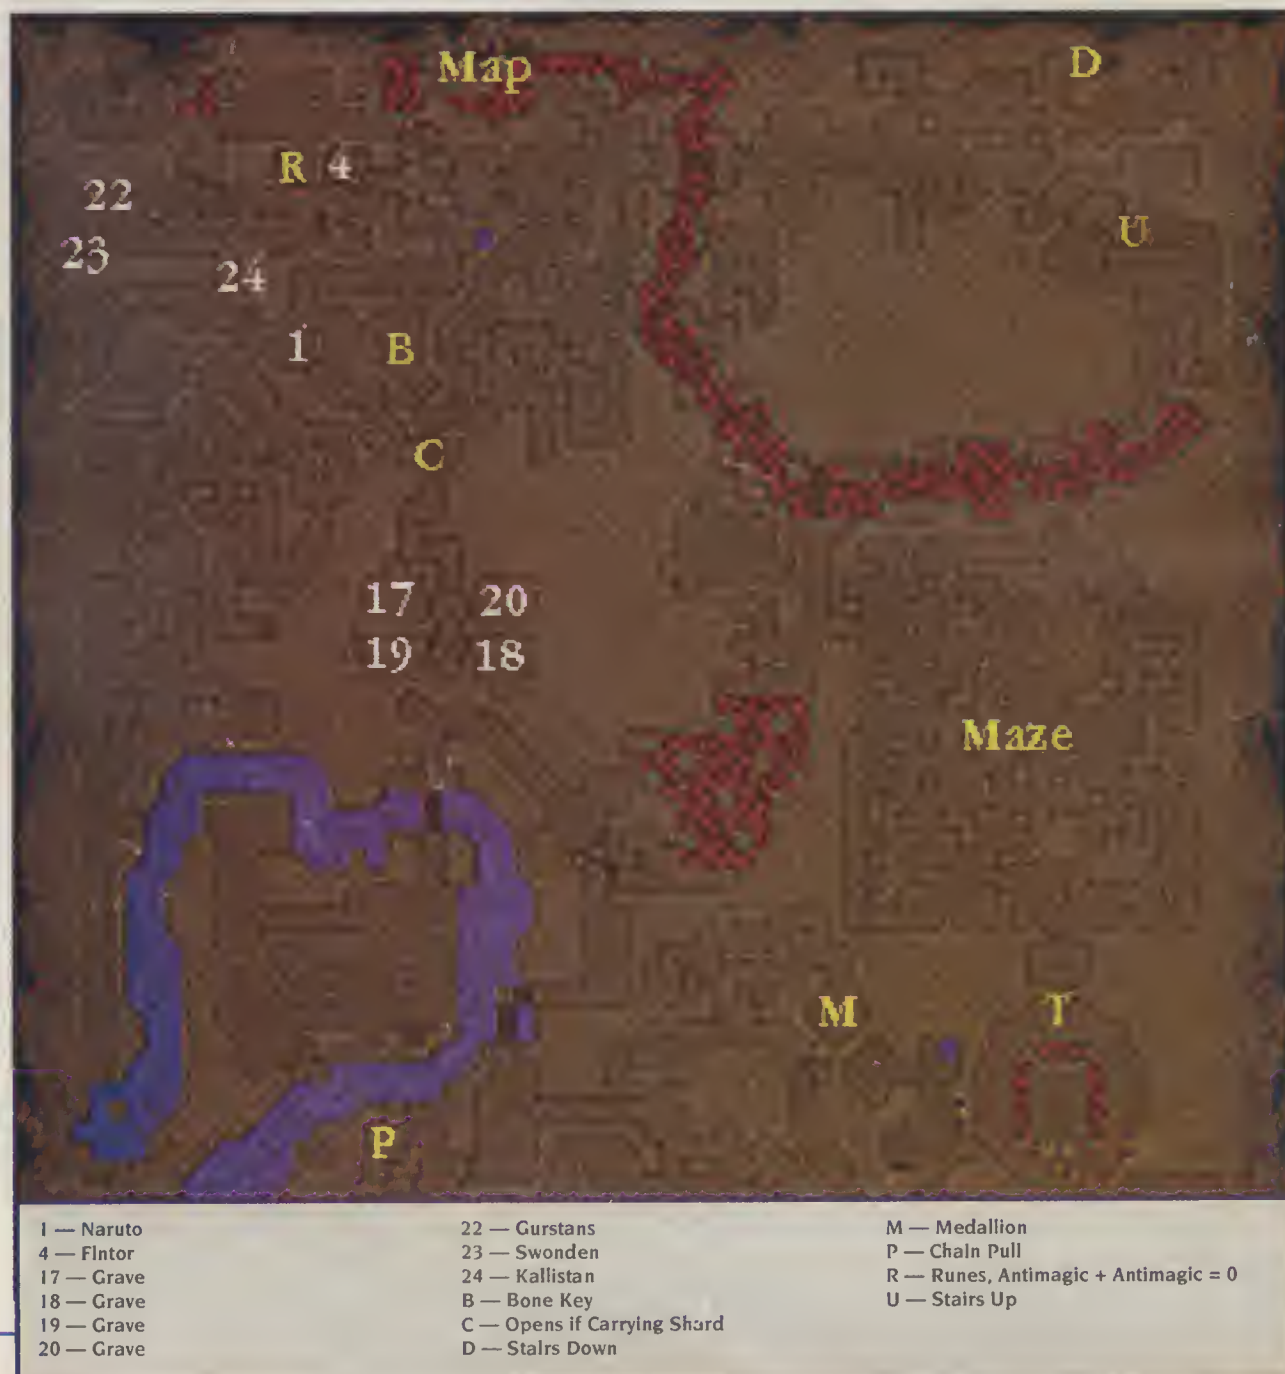 Map
D
R 4
22
U
23
24
1
B
C
17
20
19
18
Maze
M
T
P
1 — Naruto
4 — Flntor
17 — Grave
18 — Grave
19 — Grave
20 — Grave
22 — Gurstans
23 — Swonden
24 — Kallistan
B — Bone Key
C — Opens if Carrying Shard
D — Stairs Down
M — Medallion
P — Chain Pull
R — Runes, Antimagic + Antimagic = 0
U — Stairs Up